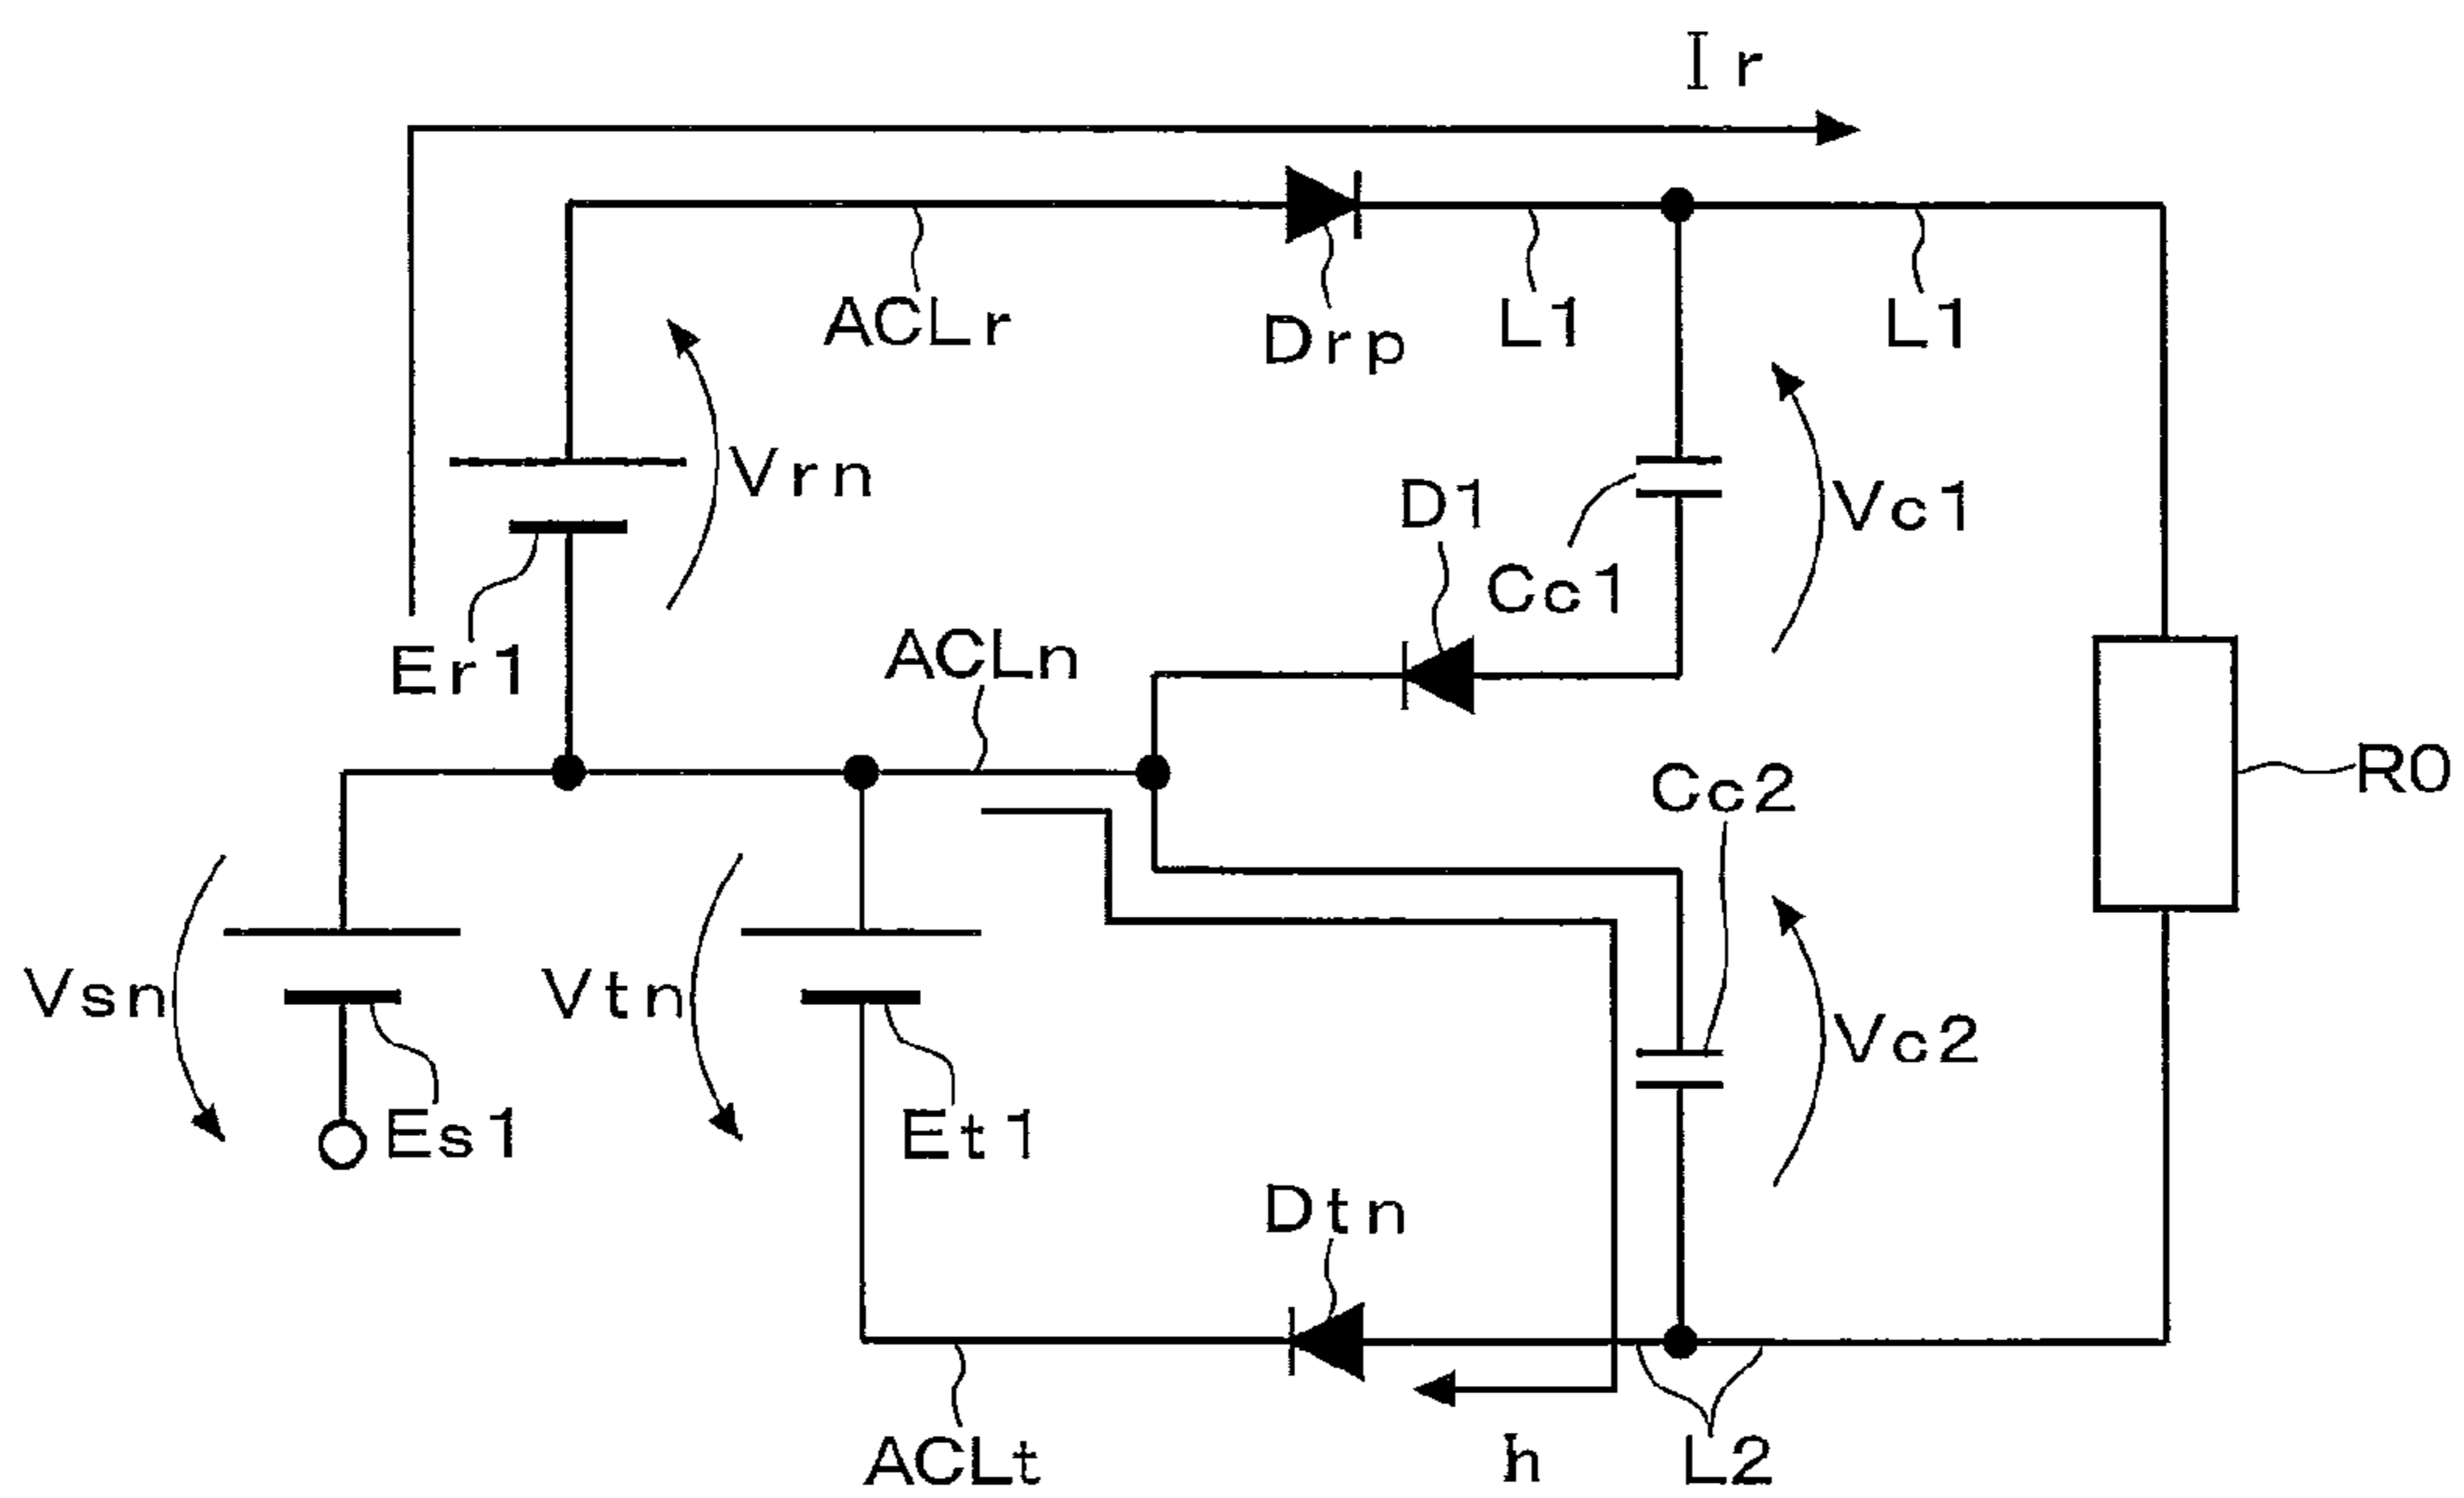 Ir
ACLr
Drp
L1
L1
Vrn
D1
Vc1
Cc1
Er1
ACLn
Cc2
R0
Vsn
Vtn
Vc2
Es1
Et1
Dtn
ACLt
h
L2